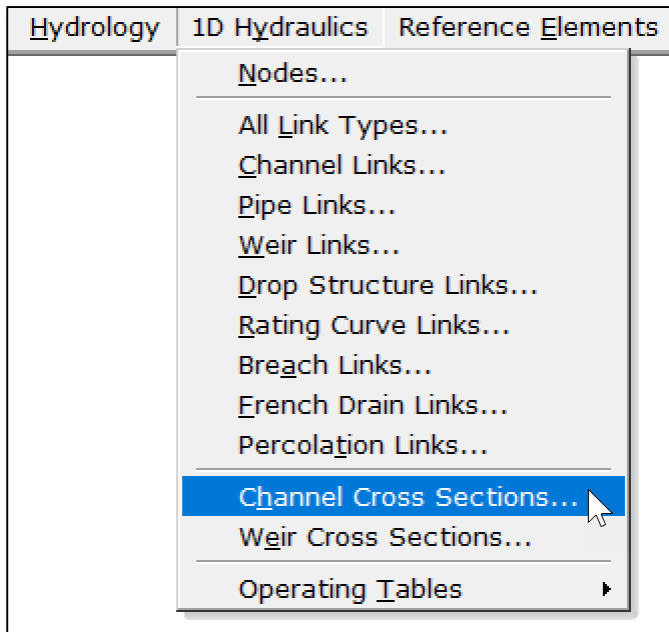 Hydrology 1D Hydraulics Reference Elements
Nodes...
All Link Types...
Channel Links...
Pipe Links...
Weir Links...
Drop Structure Links...
Rating Curve Links...
Breach Links...
French Drain Links...
Percolation Links...
Channel Cross Sections...
Weir Cross Sections...
Operating Tables